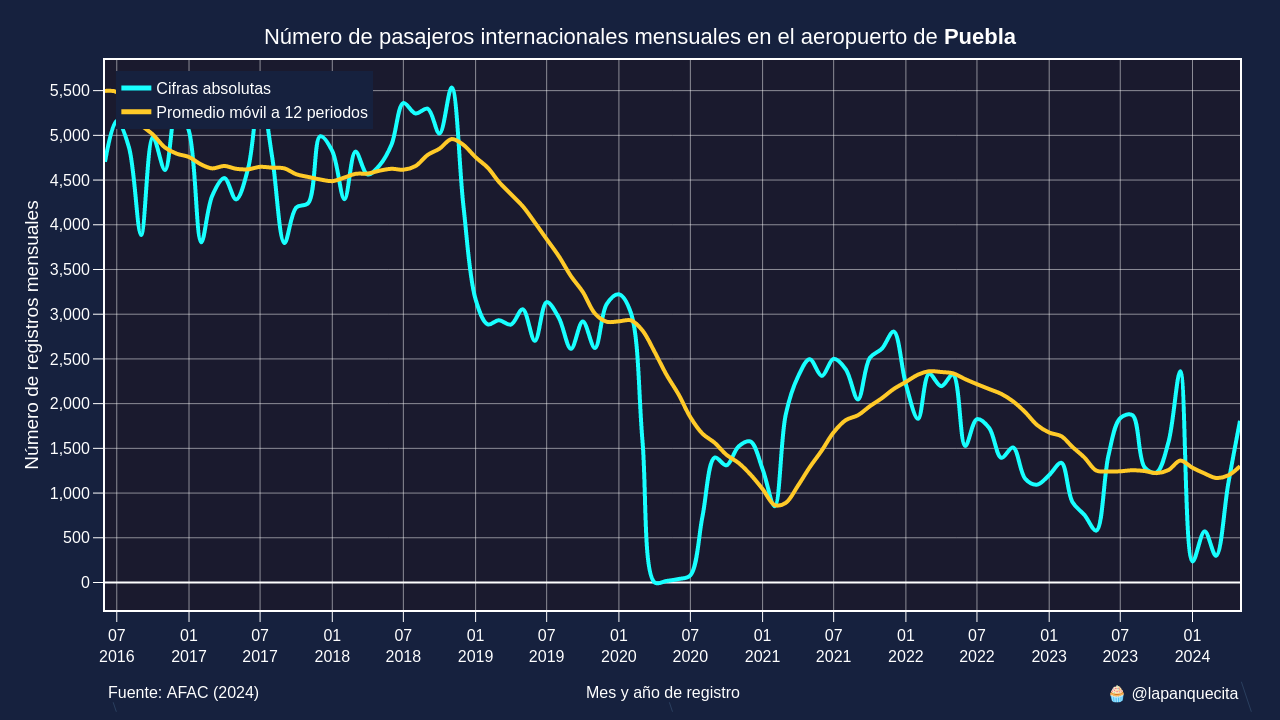 Número de pasajeros internacionales mensuales en el aeropuerto de Puebla
Cifras absolutas
Promedio móvil a 12 periodos
Número de registros mensuales
5,500
5,000
4,500
4,000
3,500
3,000
2,500
2,000
1,500
1,000
500
0
07 01 07 01 07 01 07 01 07 01 07 01 07 01 07 01
2016 2017 2017 2018 2018 2019 2019 2020 2020 2021 2021 2022 2022 2023 2023 2024
Fuente: AFAC (2024)
Mes y año de registro
🧁 @lapanquecita